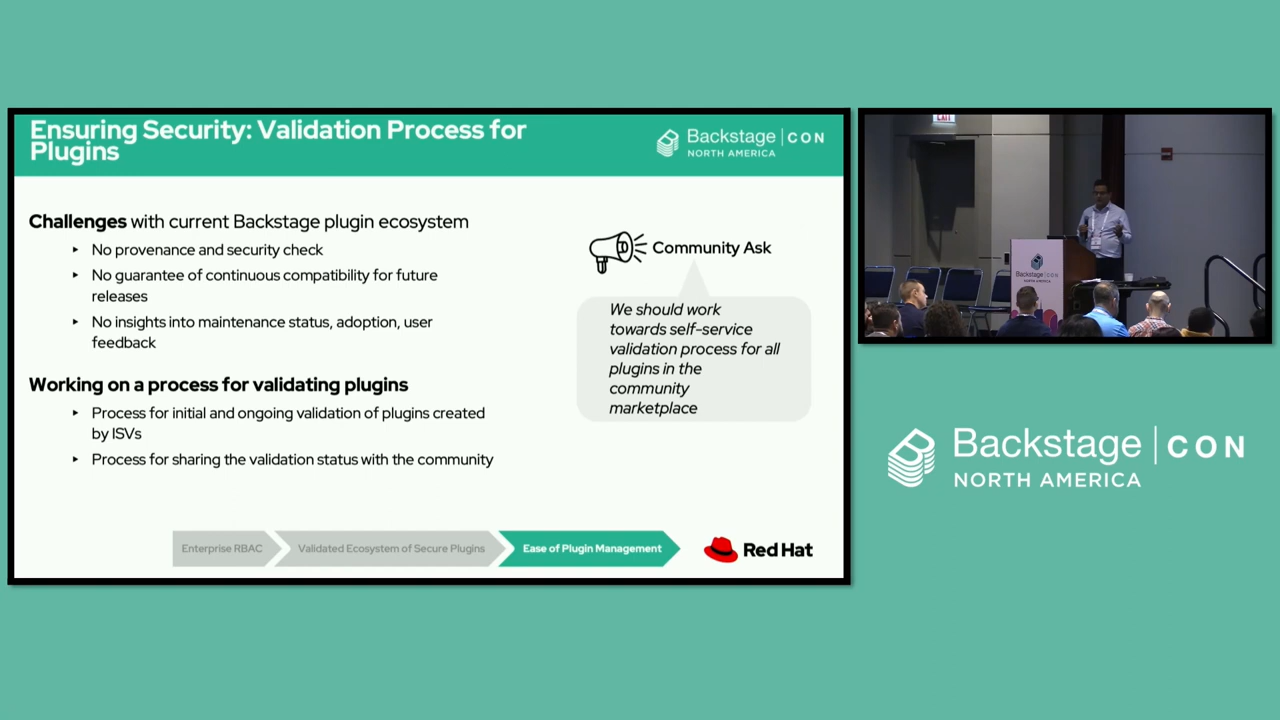 Ensuring Security: Validation Process for
Plugins
Backstage | CON
NORTH AMERICA
Challenges with current Backstage plugin ecosystem
▸ No provenance and security check
▸ No guarantee of continuous compatibility for future
releases
▸ No insights into maintenance status, adoption, user
feedback
Working on a process for validating plugins
▸ Process for initial and ongoing validation of plugins created
by ISVs
▸ Process for sharing the validation status with the community
Community Ask
We should work
towards self-service
validation process for all
plugins in the
community
marketplace
Enterprise RBAC
Validated Ecosystem of Secure Plugins
Ease of Plugin Management
Red Hat
EXIT
Backstage | CON
NORTH AMERICA
Backstage | CON
NORTH AMERICA